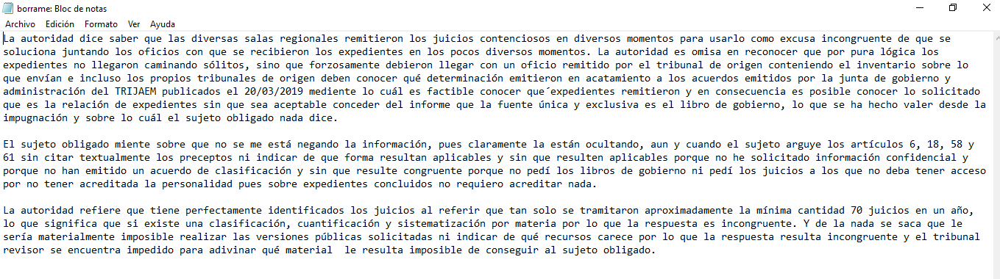 borrame: Bloc de notas
Archivo Edición Formato Ver Ayuda
La autoridad dice saber que las diversas salas regionales remitieron los juicios contenciosos en diversos momentos para usarlo como excusa incongruente de que se
soluciona juntando los oficios con que se recibieron los expedientes en los pocos diversos momentos. La autoridad es omisa en reconocer que por pura lógica los
expedientes no llegaron caminando sólitos, sino que forzosamente debieron llegar con un oficio remitido por el tribunal de origen conteniendo el inventario sobre lo
que envían e incluso los propios tribunales de origen deben conocer qué determinación emitieron en acatamiento a los acuerdos emitidos por la junta de gobierno y
administración del TRIJAEM publicados el 20/03/2019 mediente lo cuál es factible conocer que´expedientes remitieron y en consecuencia es posible conocer lo solicitado
que es la relación de expedientes sin que sea aceptable conceder del informe que la fuente única y exclusiva es el libro de gobierno, lo que se ha hecho valer desde la
impugnación y sobre lo cuál el sujeto obligado nada dice.
El sujeto obligado miente sobre que no se me está negando la información, pues claramente la están ocultando, aun y cuando el sujeto arguye los artículos 6, 18, 58 y
61 sin citar textualmente los preceptos ni indicar de que forma resultan aplicables y sin que resulten aplicables porque no he solicitado información confidencial y
porque no han emitido un acuerdo de clasificación y sin que resulte congruente porque no pedí los libros de gobierno ni pedí los juicios a los que no deba tener acceso
por no tener acreditada la personalidad pues sobre expedientes concluidos no requiero acreditar nada.
La autoridad refiere que tiene perfectamente identificados los juicios al referir que tan solo se tramitaron aproximadamente la mínima cantidad 70 juicios en un año,
lo que significa que si existe una clasificación, cuantificación y sistematización por materia por lo que la respuesta es incongruente. Y de la nada se saca que le
sería materialmente imposible realizar las versiones públicas solicitadas ni indicar de qué recursos carece por lo que la respuesta resulta incongruente y el tribunal
revisor se encuentra impedido para adivinar qué material  le resulta imposible de conseguir al sujeto obligado.